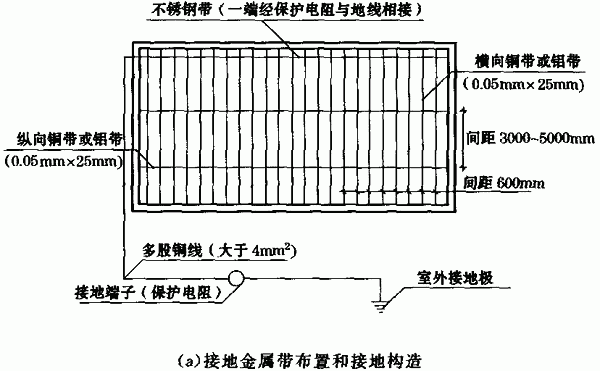 不锈钢带（一端经保护电阻与地线相接）
横向铜带或铝带
(0.05mm×25mm)
间距 3000~5000mm
纵向铜带或铝带
(0.05mm×25mm)
间距 600mm
多股铜线（大于 4mm²）
接地端子（保护电阻）
室外接地极
(a)接地金属带布置和接地构造